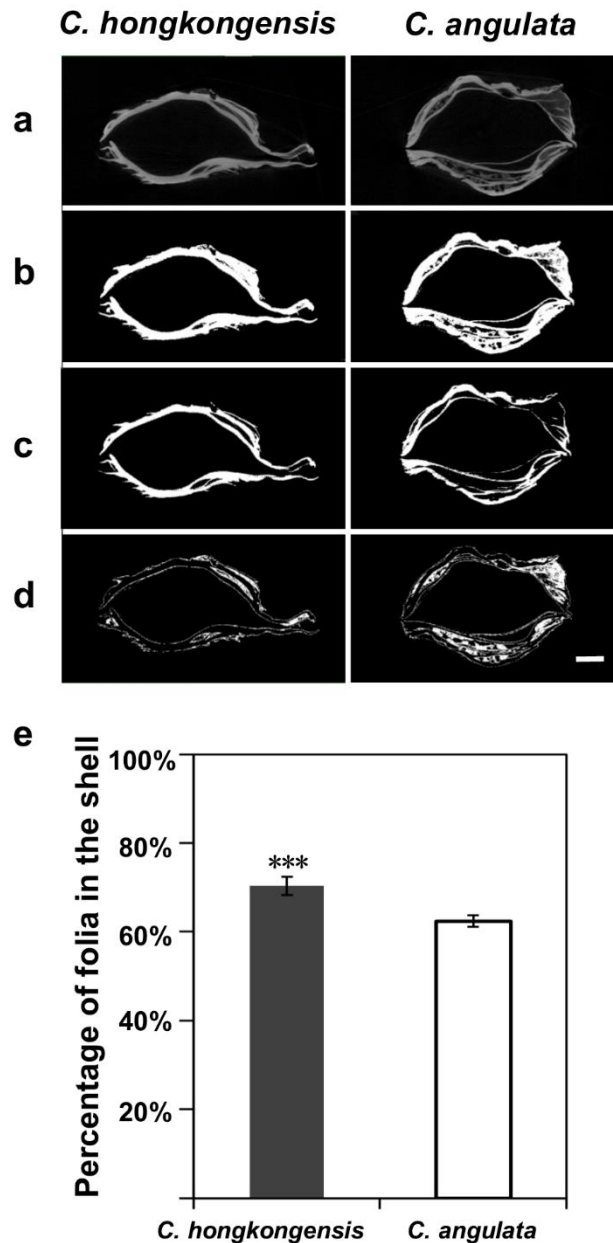 C. hongkongensis C. angulata
a
b
c
d
e
Percentage of folia in the shell
100%
80%
60%
40%
20%
***
C. hongkongensis C. angulata